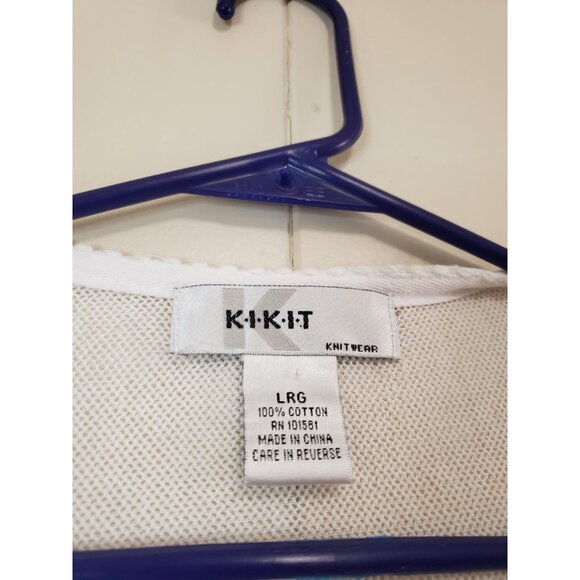 K·I·K·I·T
KNITWEAR
LRG
100% COTTON
RN 101581
MADE IN CHINA
CARE IN REVERSE